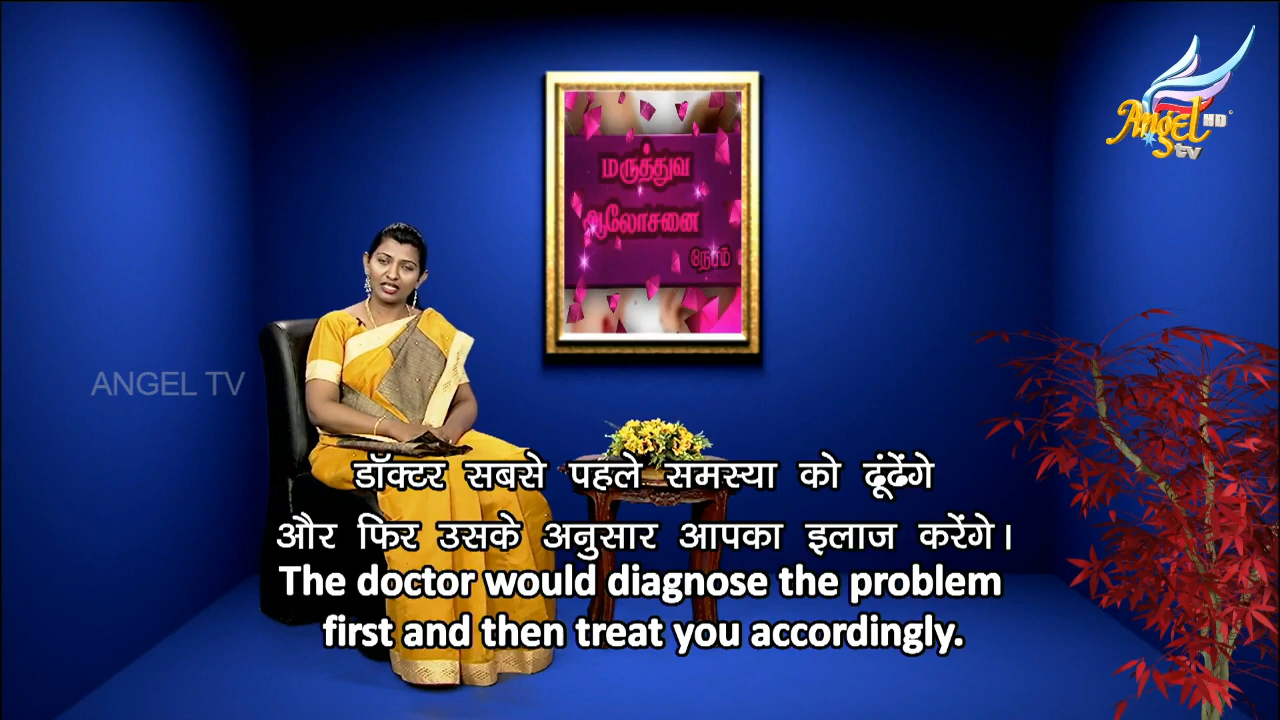 Angel HD
tv
மருத்துவ
ஆலோசனை
நேரம்
ANGEL TV
डॉक्टर सबसे पहले समस्या को ढूंढेंगे
और फिर उसके अनुसार आपका इलाज करेंगे।
The doctor would diagnose the problem
first and then treat you accordingly.